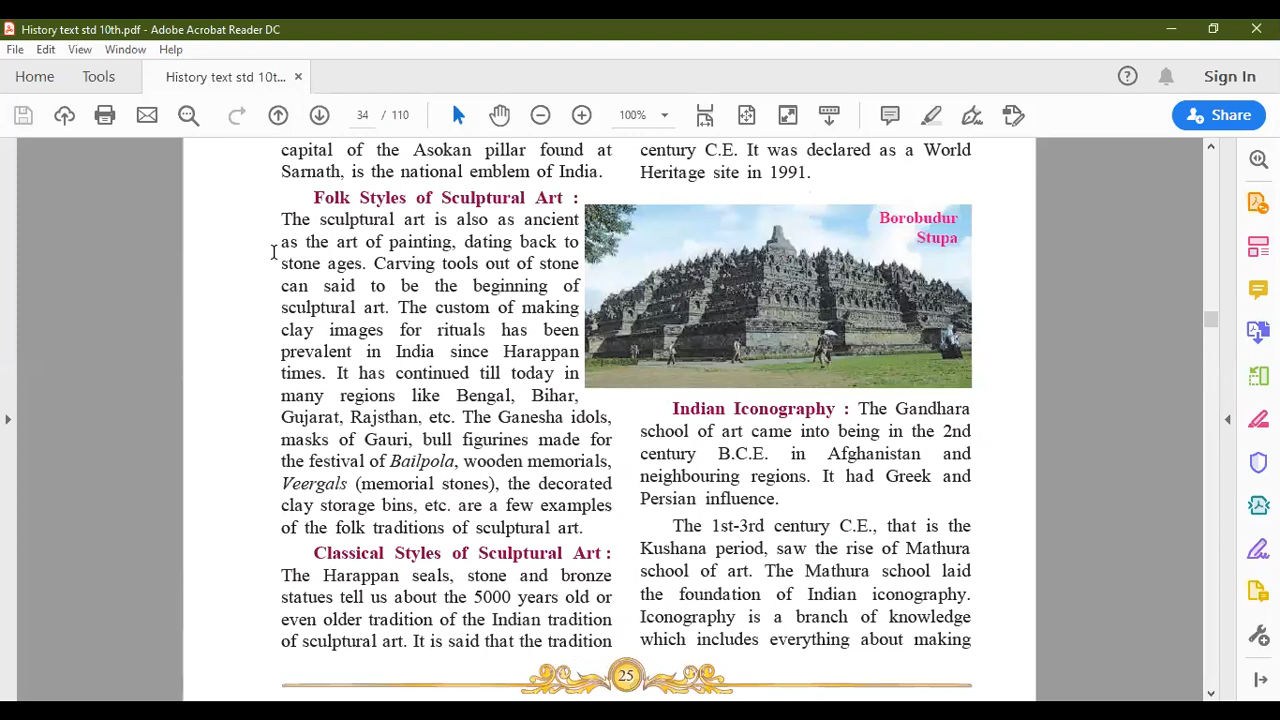 History text std 10th.pdf - Adobe Acrobat Reader DC
File Edit View Window Help
Home Tools History text std 10t... × Sign In
34 / 110 100% Share
capital of the Asokan pillar found at
Sarnath, is the national emblem of India.
Folk Styles of Sculptural Art :
The sculptural art is also as ancient
as the art of painting, dating back to
stone ages. Carving tools out of stone
can said to be the beginning of
sculptural art. The custom of making
clay images for rituals has been
prevalent in India since Harappan
times. It has continued till today in
many regions like Bengal, Bihar,
Gujarat, Rajsthan, etc. The Ganesha idols,
masks of Gauri, bull figurines made for
the festival of Bailpola, wooden memorials,
Veergals (memorial stones), the decorated
clay storage bins, etc. are a few examples
of the folk traditions of sculptural art.
Classical Styles of Sculptural Art :
The Harappan seals, stone and bronze
statues tell us about the 5000 years old or
even older tradition of the Indian tradition
of sculptural art. It is said that the tradition
century C.E. It was declared as a World
Heritage site in 1991.
Borobudur
Stupa
Indian Iconography : The Gandhara
school of art came into being in the 2nd
century B.C.E. in Afghanistan and
neighbouring regions. It had Greek and
Persian influence.
The 1st-3rd century C.E., that is the
Kushana period, saw the rise of Mathura
school of art. The Mathura school laid
the foundation of Indian iconography.
Iconography is a branch of knowledge
which includes everything about making
25